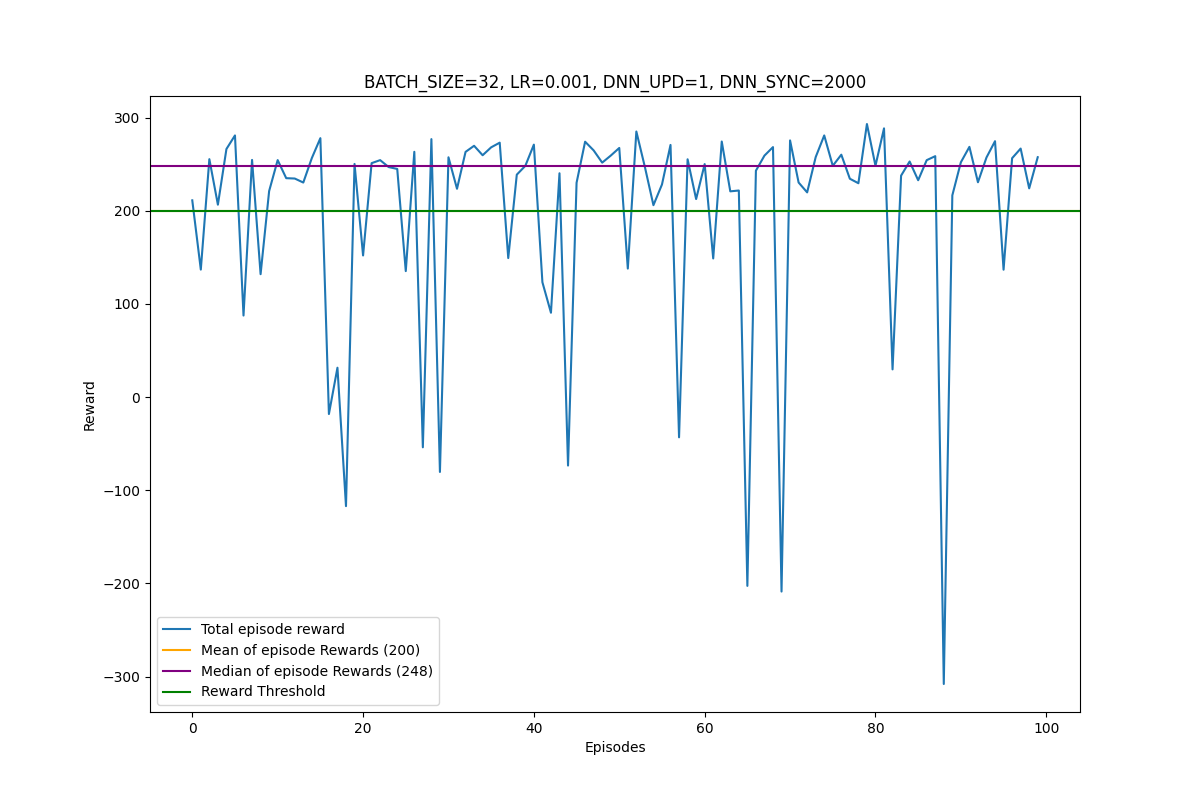 BATCH_SIZE=32, LR=0.001, DNN_UPD=1, DNN_SYNC=2000
300
200
100
0
−100
−200
−300
Reward
Total episode reward
Mean of episode Rewards (200)
Median of episode Rewards (248)
Reward Threshold
0 20 40 60 80 100
Episodes